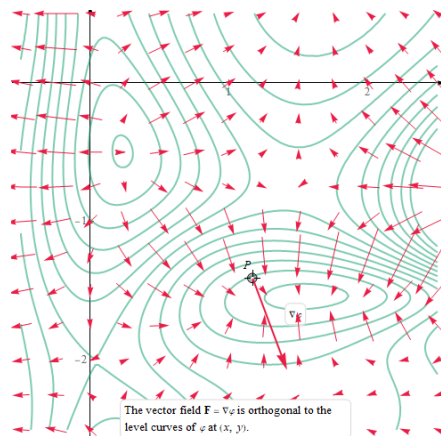 1
2
-1
P
∇φ
-2
The vector field F = ∇φ is orthogonal to the
level curves of φ at (x, y).